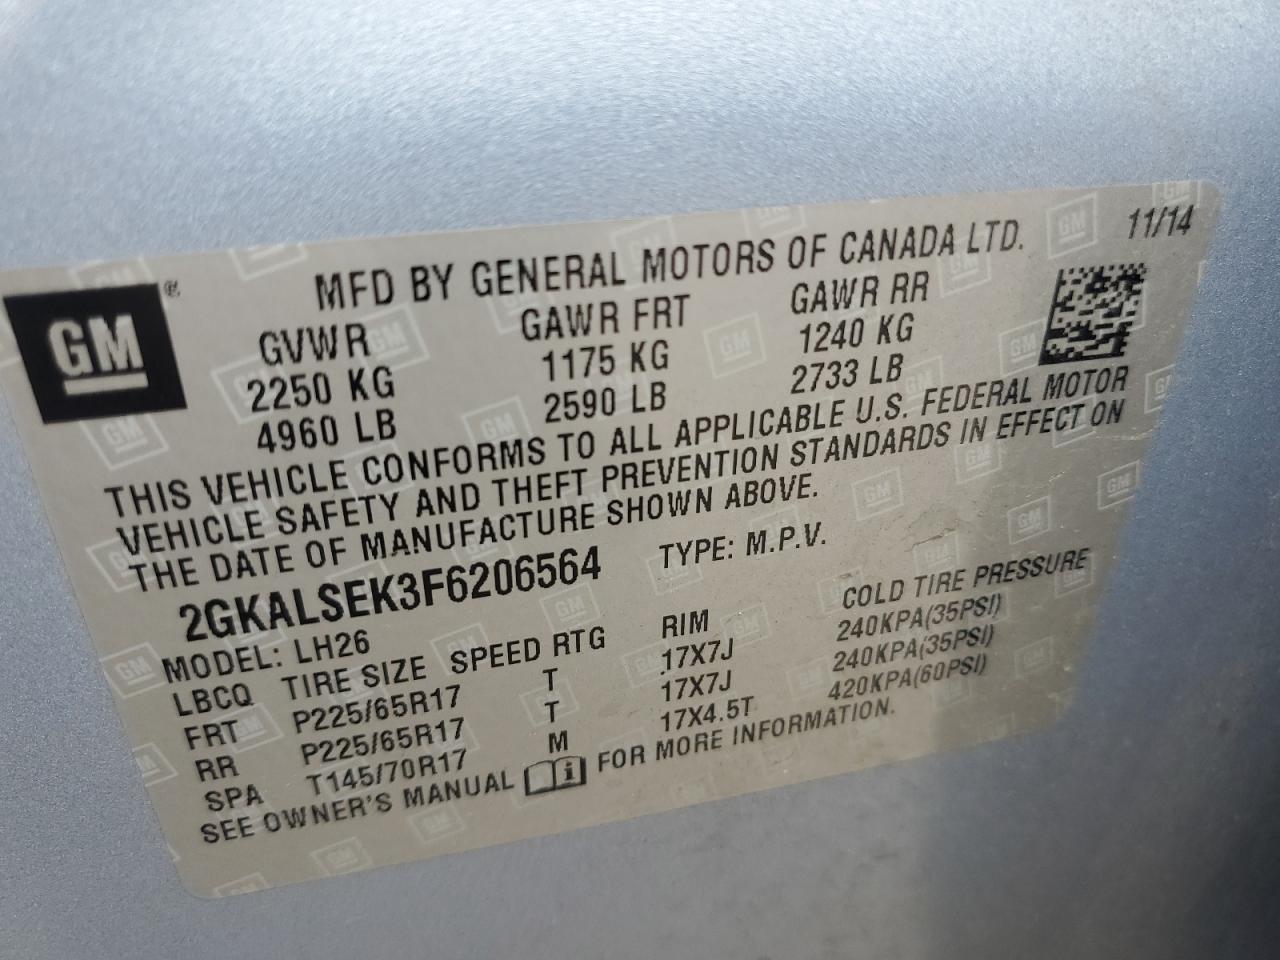 11/14
MFD BY GENERAL MOTORS OF CANADA LTD.
GM ®
GVWR GAWR FRT GAWR RR
2250 KG 1175 KG 1240 KG
4960 LB 2590 LB 2733 LB
THIS VEHICLE CONFORMS TO ALL APPLICABLE U.S. FEDERAL MOTOR
VEHICLE SAFETY AND THEFT PREVENTION STANDARDS IN EFFECT ON
THE DATE OF MANUFACTURE SHOWN ABOVE.
2GKALSEK3F6206564 TYPE: M.P.V.
MODEL: LH26
LBCQ TIRE SIZE SPEED RTG RIM COLD TIRE PRESSURE
FRT P225/65R17 T 17X7J 240KPA(35PSI)
RR P225/65R17 T 17X7J 240KPA(35PSI)
SPA T145/70R17 M 17X4.5T 420KPA(60PSI)
SEE OWNER'S MANUAL FOR MORE INFORMATION.